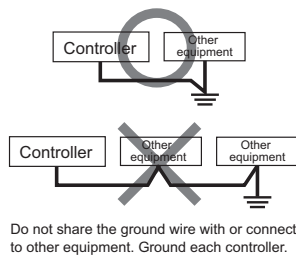 Controller
Other
equipment
Controller
Other
equipment
Other
equipment
Do not share the ground wire with or connect
to other equipment. Ground each controller.